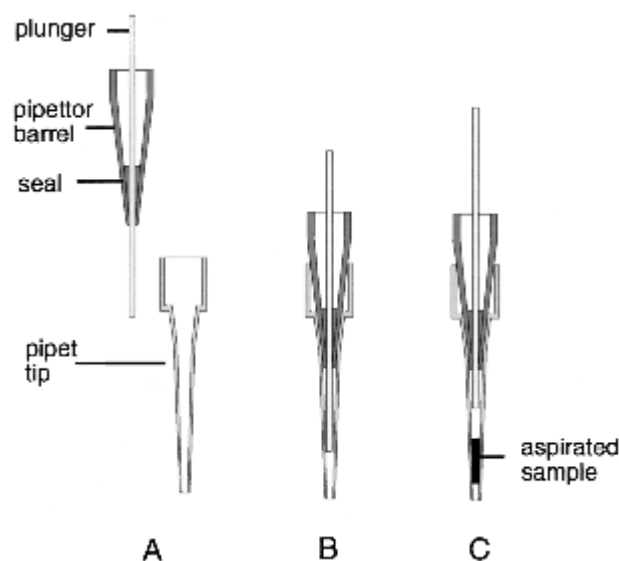 plunger
pipettor
barrel
seal
pipet
tip
aspirated
sample
A
B
C